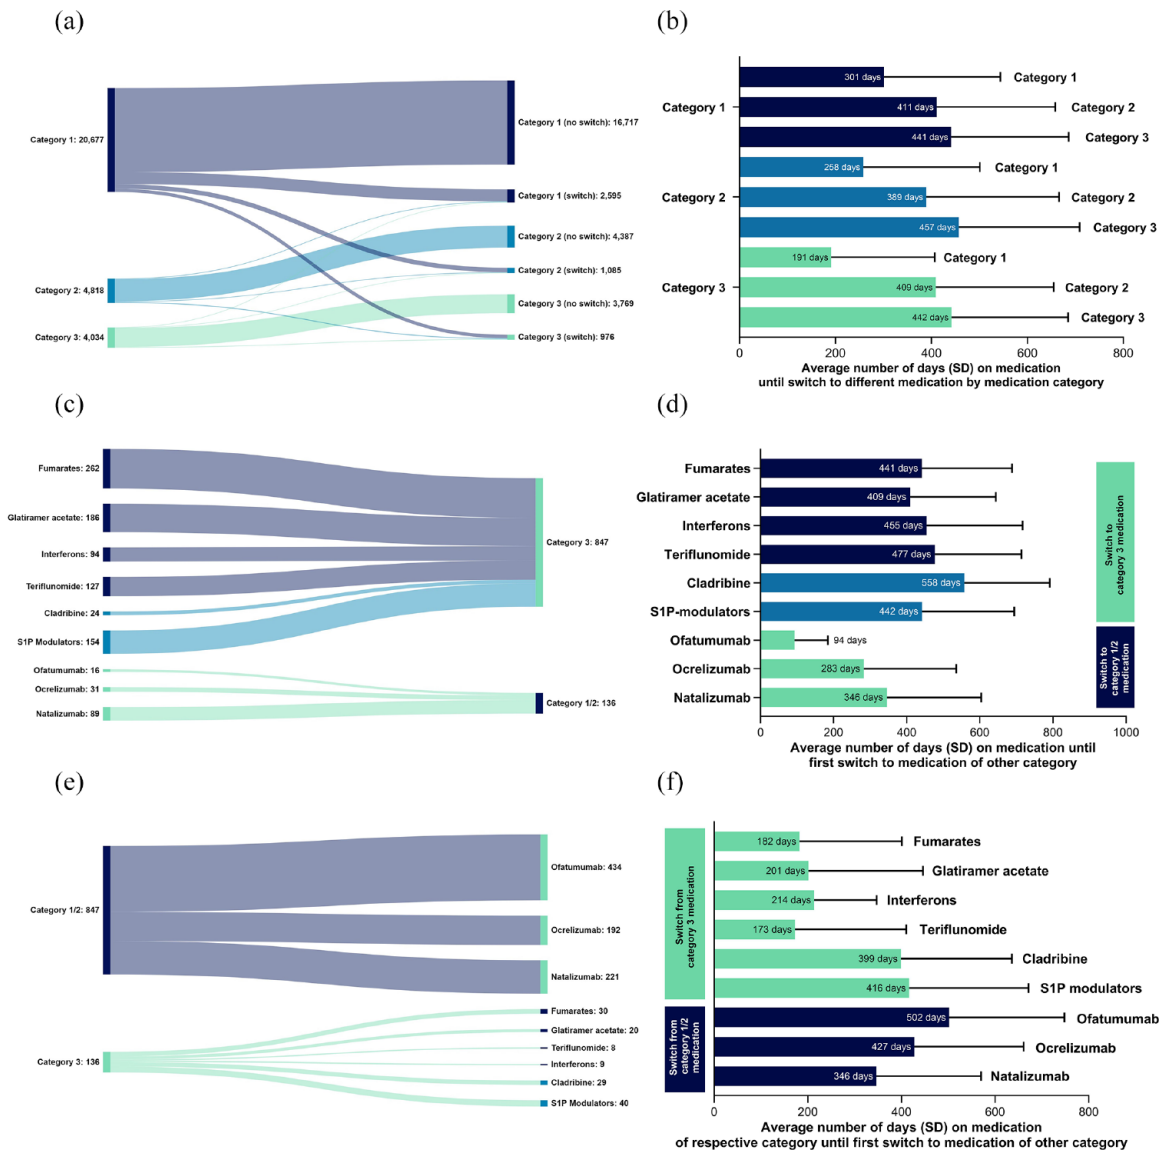 (a)
Category 1: 20,677
Category 2: 4,818
Category 3: 4,034
Category 1 (no switch): 16,717
Category 1 (switch): 2,595
Category 2 (no switch): 4,387
Category 2 (switch): 1,085
Category 3 (no switch): 3,769
Category 3 (switch): 976
(b)
Category 1
301 days Category 1
411 days Category 2
441 days Category 3
Category 2
258 days Category 1
389 days Category 2
457 days Category 3
Category 3
191 days Category 1
409 days Category 2
442 days Category 3
0 200 400 600 800
Average number of days (SD) on medication
until switch to different medication by medication category
(c)
Fumarates: 262
Glatiramer acetate: 186
Interferons: 94
Teriflunomide: 127
Cladribine: 24
S1P Modulators: 154
Ofatumumab: 16
Ocrelizumab: 31
Natalizumab: 89
Category 3: 847
Category 1/2: 136
(d)
Fumarates 441 days
Glatiramer acetate 409 days
Interferons 455 days
Teriflunomide 477 days
Cladribine 558 days
S1P-modulators 442 days
Ofatumumab 94 days
Ocrelizumab 283 days
Natalizumab 346 days
Switch to
category 3 medication
Switch to
category 1/2
medication
0 200 400 600 800 1000
Average number of days (SD) on medication until
first switch to medication of other category
(e)
Category 1/2: 847
Category 3: 136
Ofatumumab: 434
Ocrelizumab: 192
Natalizumab: 221
Fumarates: 30
Glatiramer acetate: 20
Teriflunomide: 8
Interferons: 9
Cladribine: 29
S1P Modulators: 40
(f)
Switch from
category 3 medication
Switch from
category 1/2
medication
182 days Fumarates
201 days Glatiramer acetate
214 days Interferons
173 days Teriflunomide
399 days Cladribine
416 days S1P modulators
502 days Ofatumumab
427 days Ocrelizumab
346 days Natalizumab
0 200 400 600 800
Average number of days (SD) on medication
of respective category until first switch to medication of other category